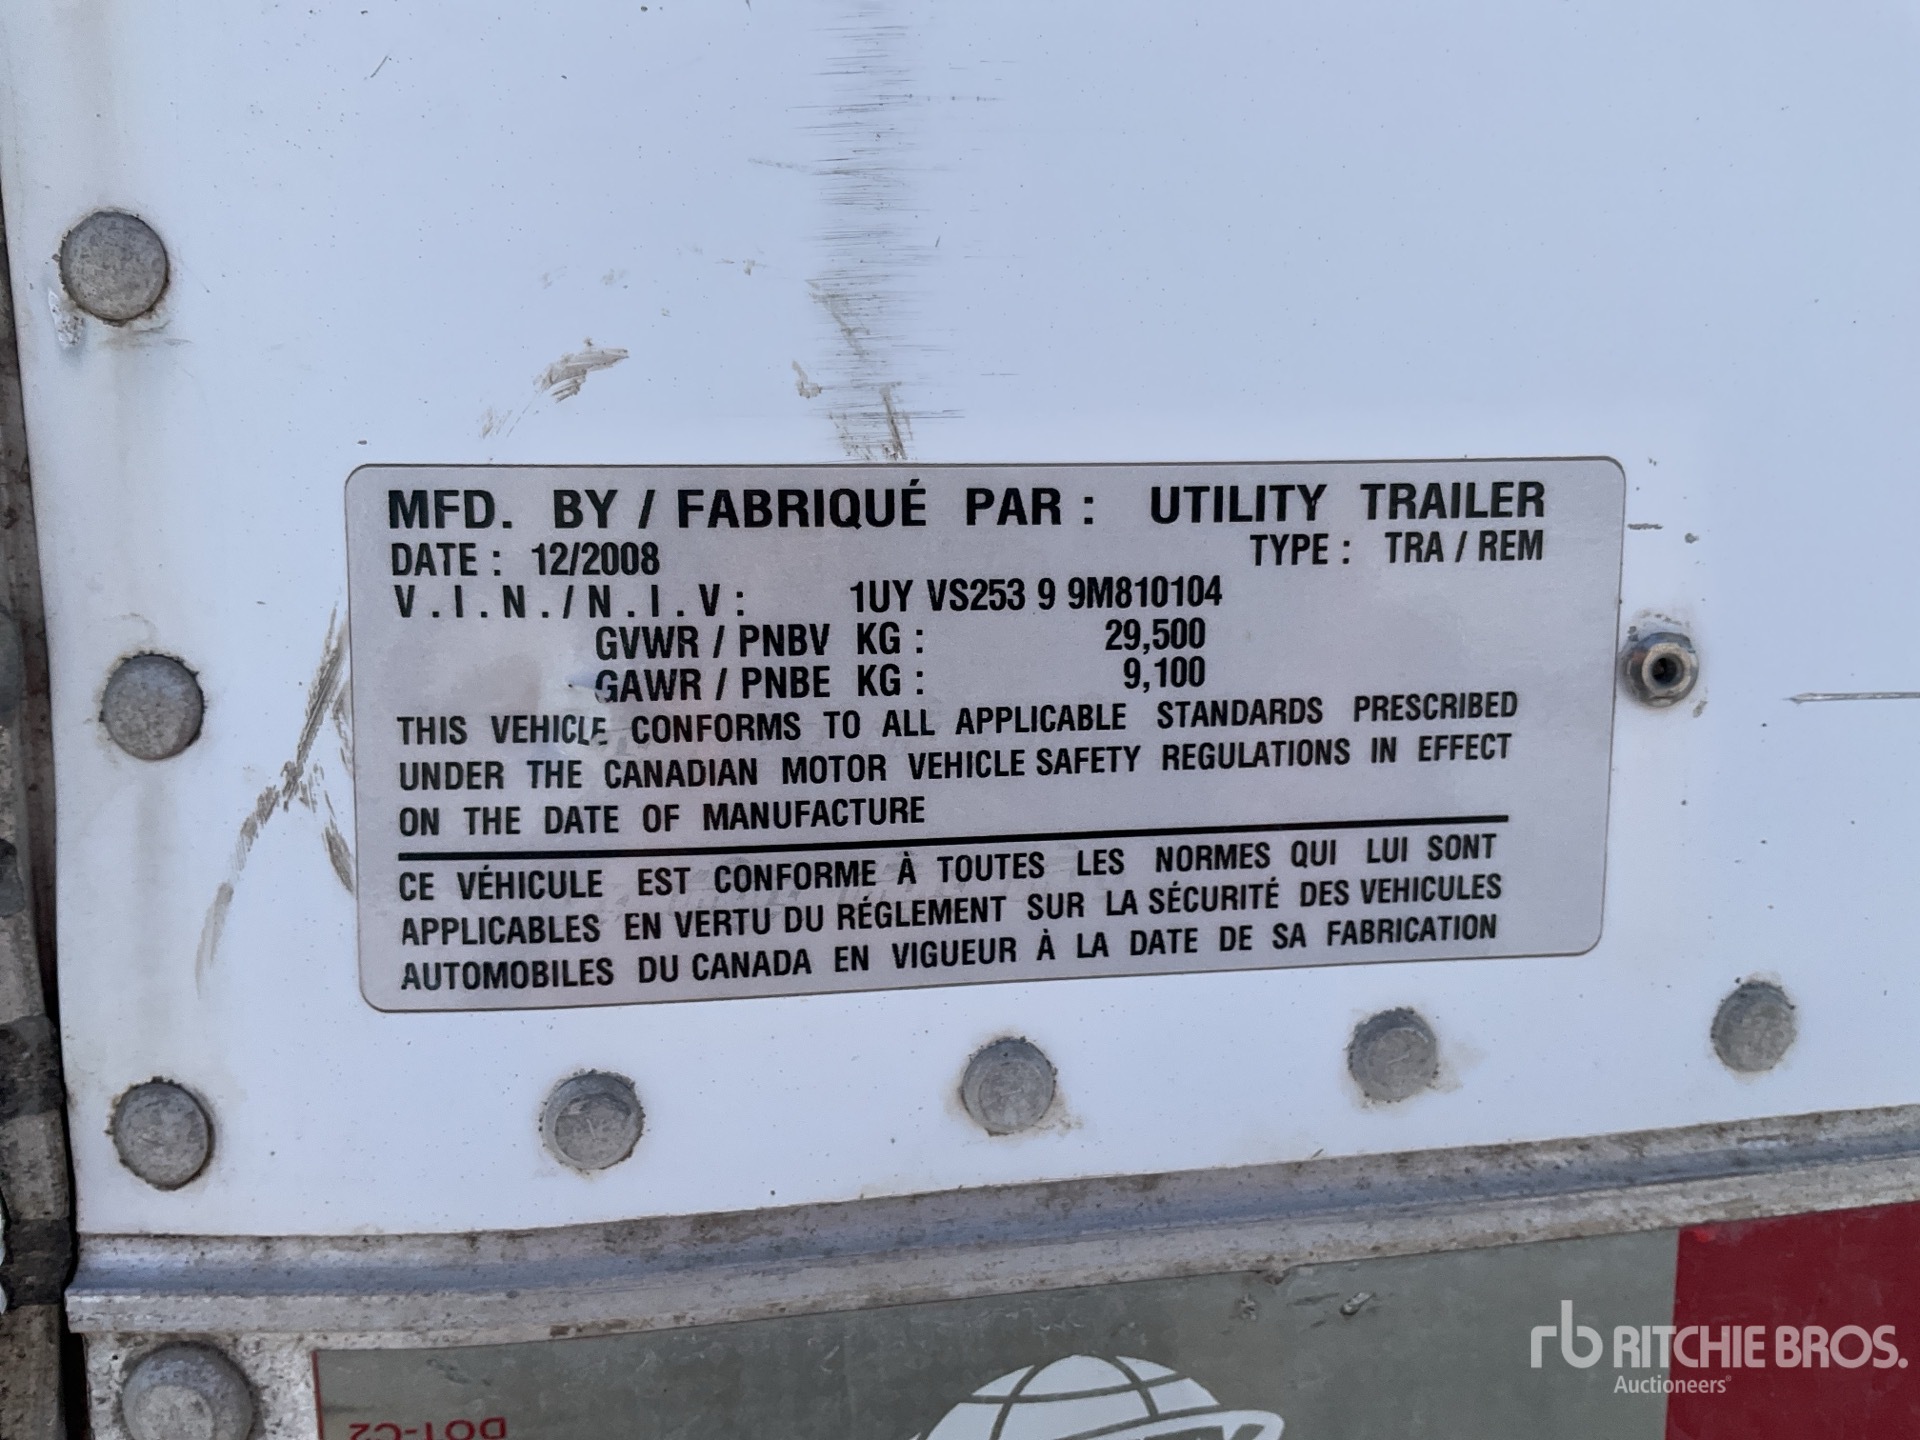 MFD. BY / FABRIQUÉ PAR : UTILITY TRAILER
DATE : 12/2008 TYPE : TRA / REM
V.I.N./N.I.V : 1UY VS253 9 9M810104
GVWR / PNBV KG : 29,500
GAWR / PNBE KG : 9,100
THIS VEHICLE CONFORMS TO ALL APPLICABLE STANDARDS PRESCRIBED
UNDER THE CANADIAN MOTOR VEHICLE SAFETY REGULATIONS IN EFFECT
ON THE DATE OF MANUFACTURE
CE VÉHICULE EST CONFORME À TOUTES LES NORMES QUI LUI SONT
APPLICABLES EN VERTU DU RÉGLEMENT SUR LA SÉCURITÉ DES VEHICULES
AUTOMOBILES DU CANADA EN VIGUEUR À LA DATE DE SA FABRICATION
rb RITCHIE BROS.
Auctioneers®
DOT-C2